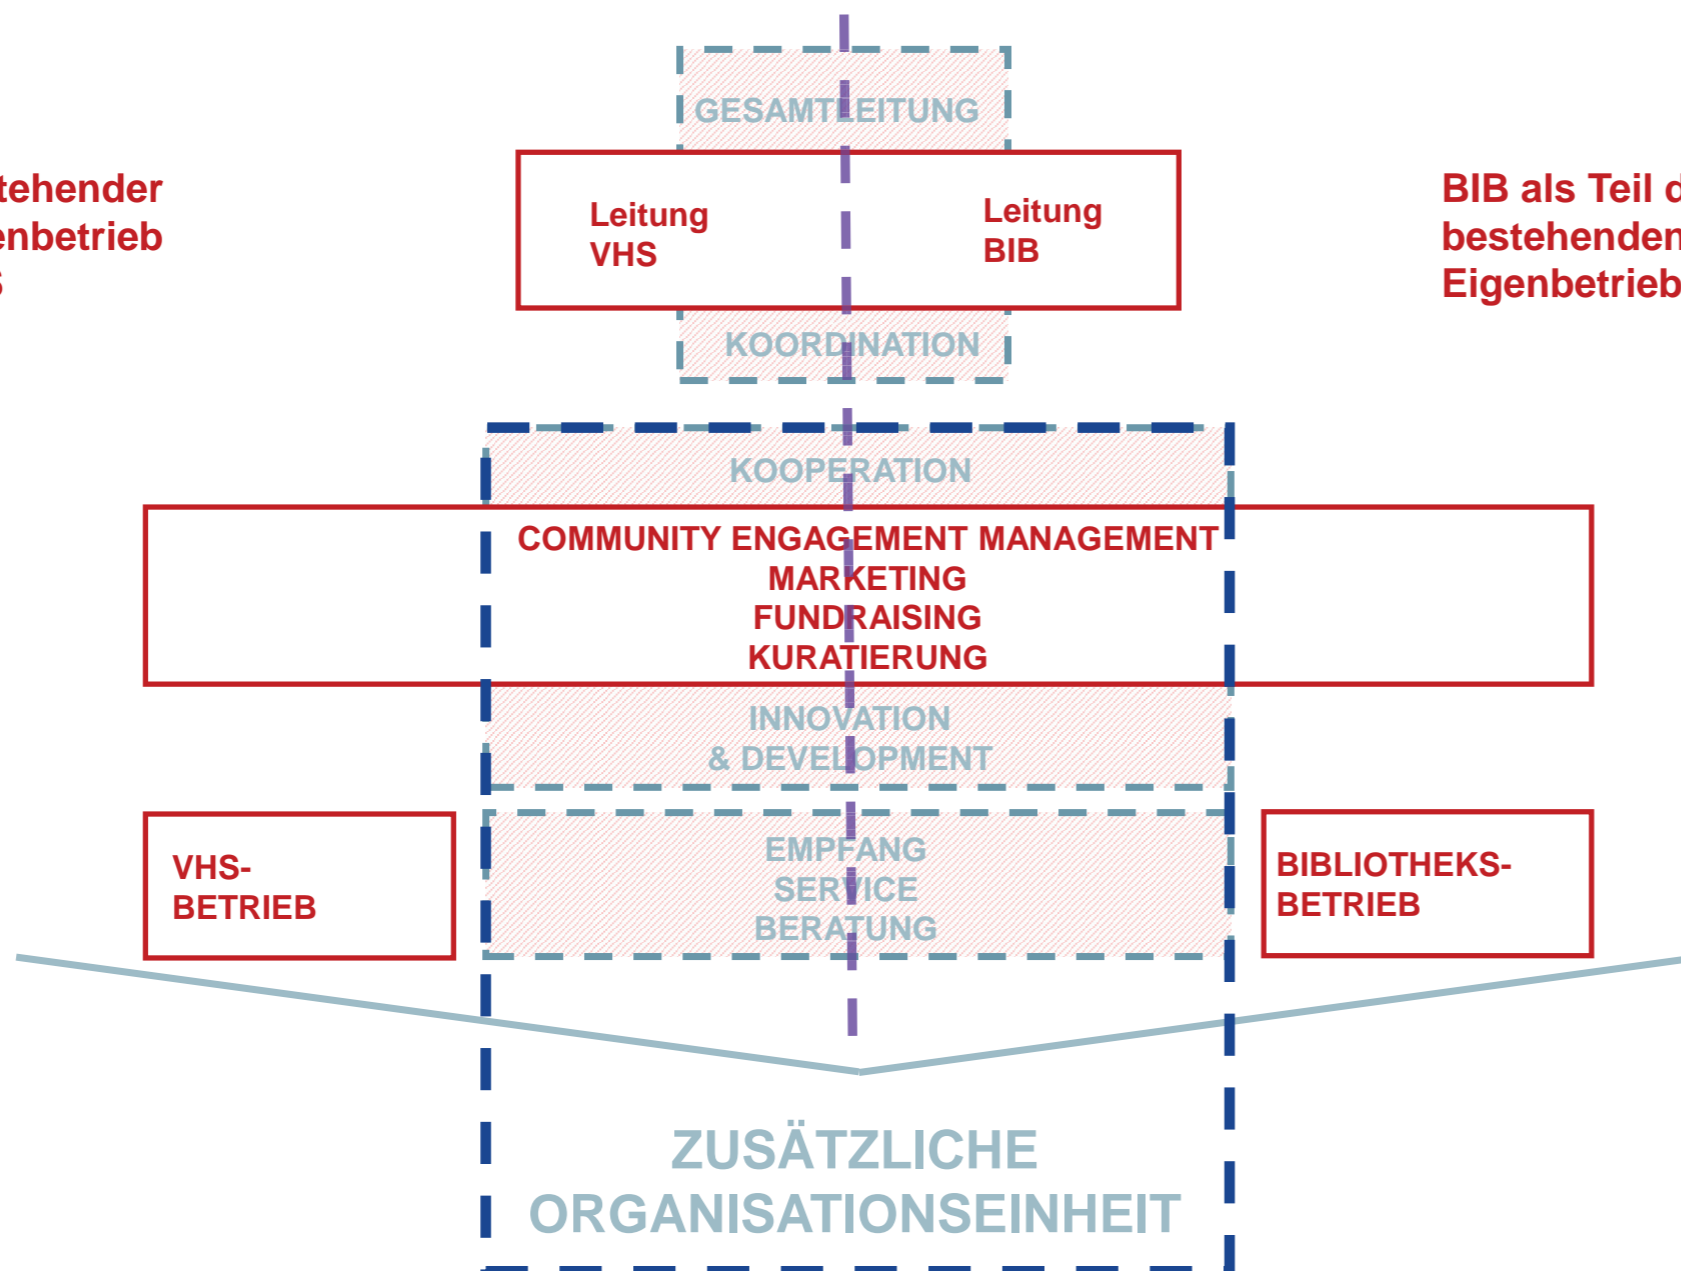 GESAMTLEITUNG
tehender
enbetrieb
Leitung
VHS
Leitung
BIB
BIB als Teil d
bestehenden
Eigenbetrieb
KOORDINATION
KOOPERATION
COMMUNITY ENGAGEMENT MANAGEMENT
MARKETING
FUNDRAISING
KURATIERUNG
INNOVATION
& DEVELOPMENT
VHS-
BETRIEB
EMPFANG
SERVICE
BERATUNG
BIBLIOTHEKS-
BETRIEB
ZUSÄTZLICHE
ORGANISATIONSEINHEIT